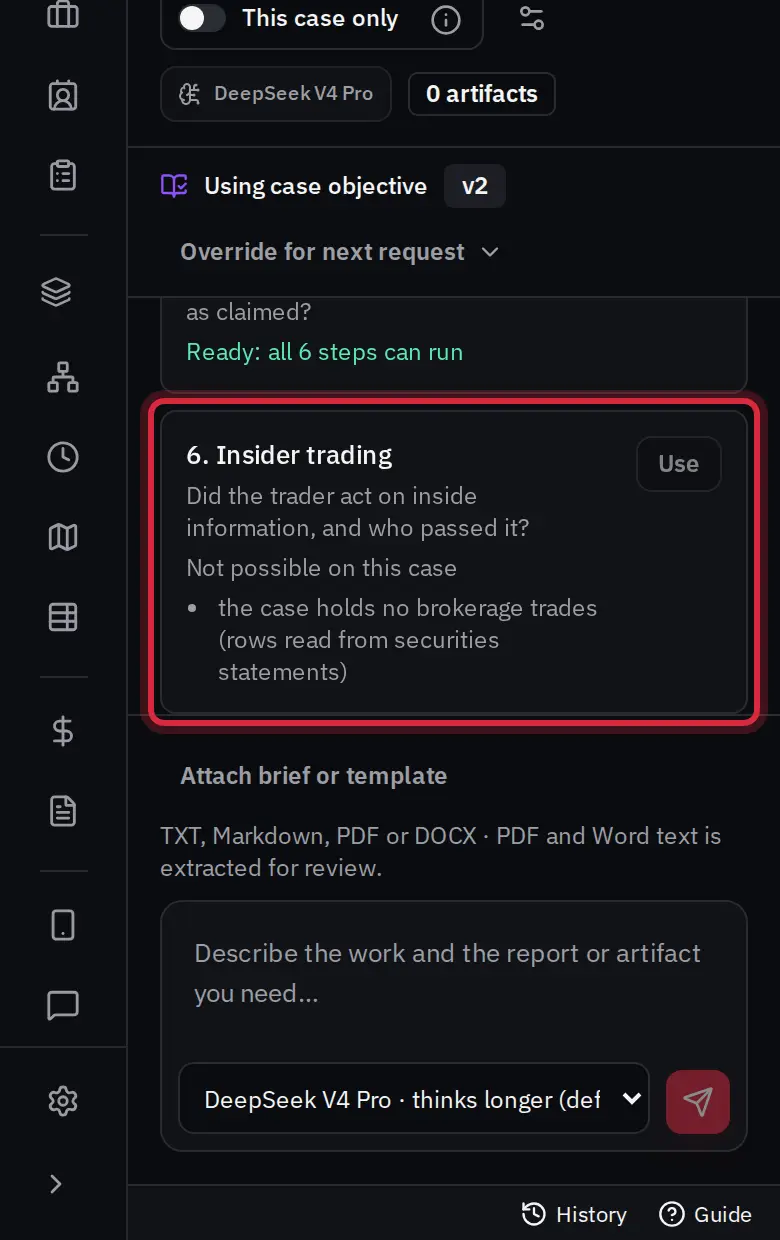 This case only
DeepSeek V4 Pro
0 artifacts
Using case objective
v2
Override for next request
as claimed?
Ready: all 6 steps can run
6. Insider trading
Use
Did the trader act on inside
information, and who passed it?
Not possible on this case
• the case holds no brokerage trades
(rows read from securities
statements)
Attach brief or template
TXT, Markdown, PDF or DOCX · PDF and Word text is
extracted for review.
Describe the work and the report or artifact
you need...
DeepSeek V4 Pro · thinks longer (def
History
Guide